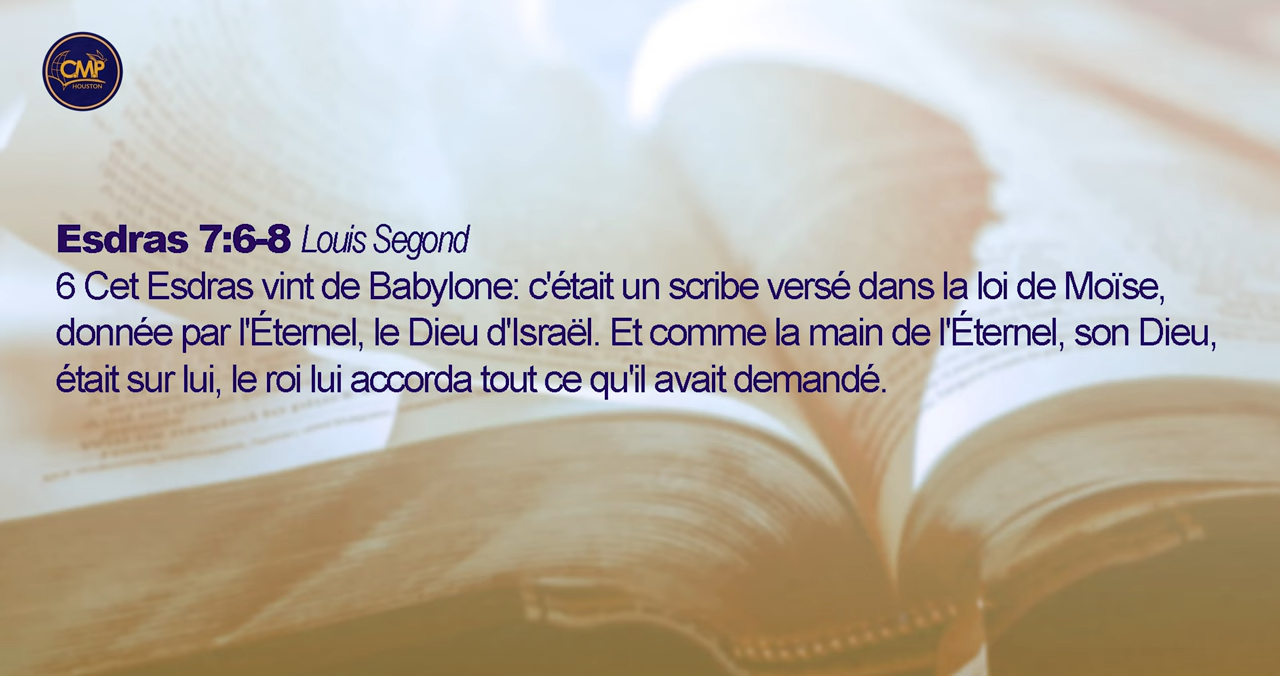 CMP
HOUSTON
Esdras 7:6-8 Louis Segond
6 Cet Esdras vint de Babylone: c'était un scribe versé dans la loi de Moïse,
donnée par l'Éternel, le Dieu d'Israël. Et comme la main de l'Éternel, son Dieu,
était sur lui, le roi lui accorda tout ce qu'il avait demandé.